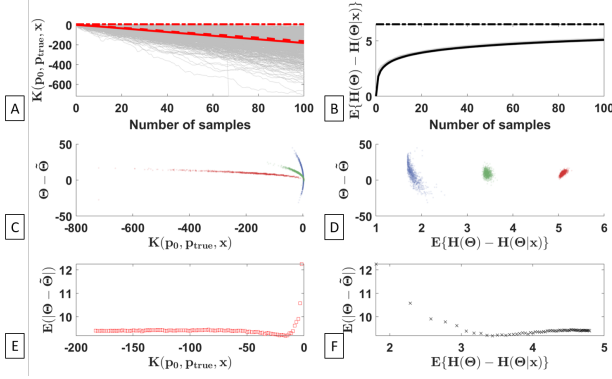 A
K(p₀, p_true, x)
0
-200
-400
-600
0 20 40 60 80 100
Number of samples
B
E{H(Θ) − H(Θ|x)}
5
0
0 20 40 60 80 100
Number of samples
C
Θ − Θ̃
50
0
-50
-800 -600 -400 -200 0
K(p₀, p_true, x)
D
Θ − Θ̃
50
0
-50
1 2 3 4 5 6
E{H(Θ) − H(Θ|x)}
E
E(|Θ − Θ̃|)
12
11
10
-200 -150 -100 -50 0
K(p₀, p_true, x)
F
E(|Θ − Θ̃|)
12
11
10
2 3 4 5
E{H(Θ) − H(Θ|x)}